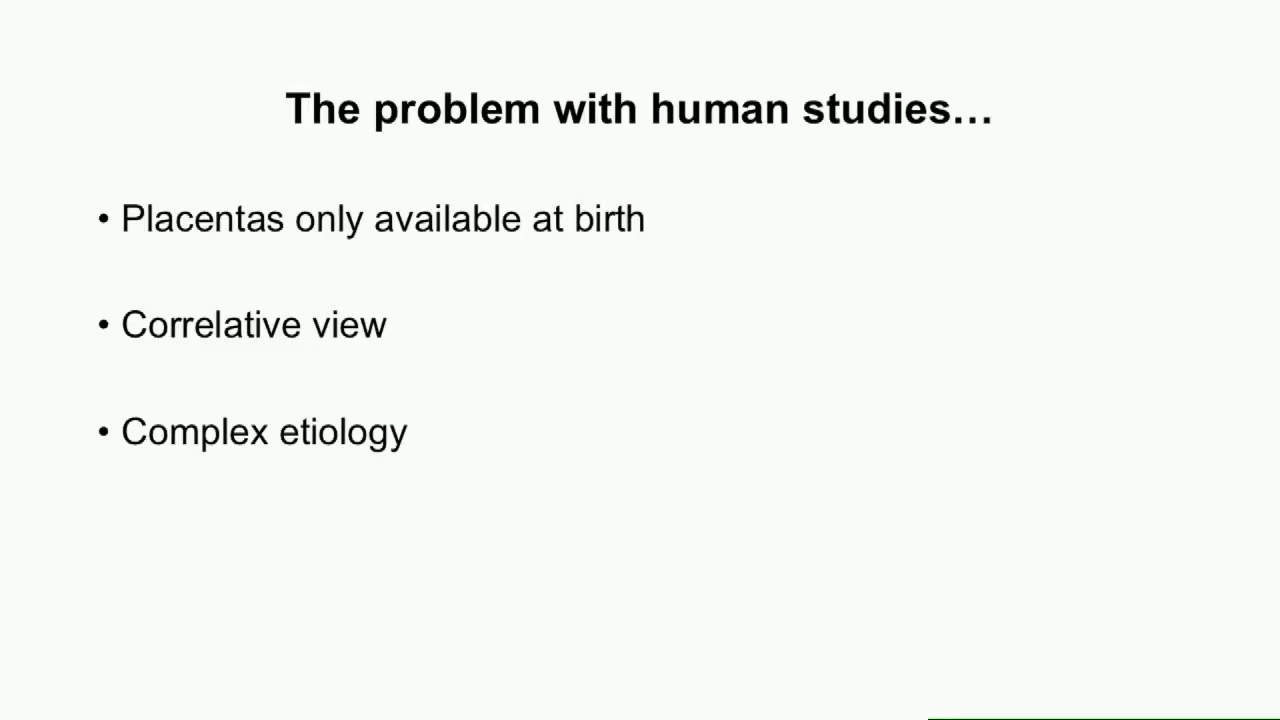 The problem with human studies…
• Placentas only available at birth
• Correlative view
• Complex etiology